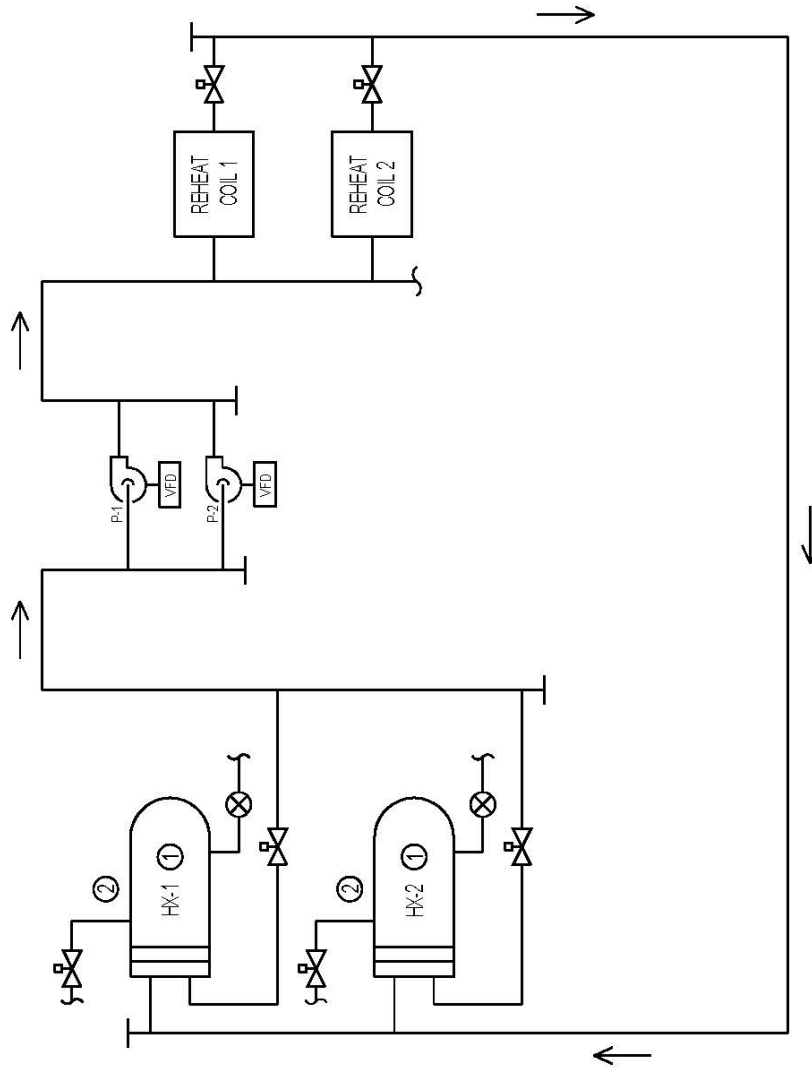 REHEAT
COIL 1
REHEAT
COIL 2
P-1
VFD
P-2
VFD
2
1
HX-1
2
1
HX-2